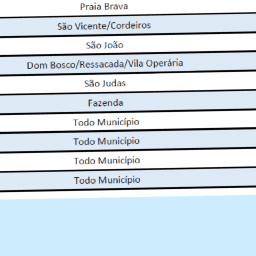 Praia Brava
São Vicente/Cordeiros
São João
Dom Bosco/Ressacada/Vila Operária
São Judas
Fazenda
Todo Município
Todo Município
Todo Município
Todo Município